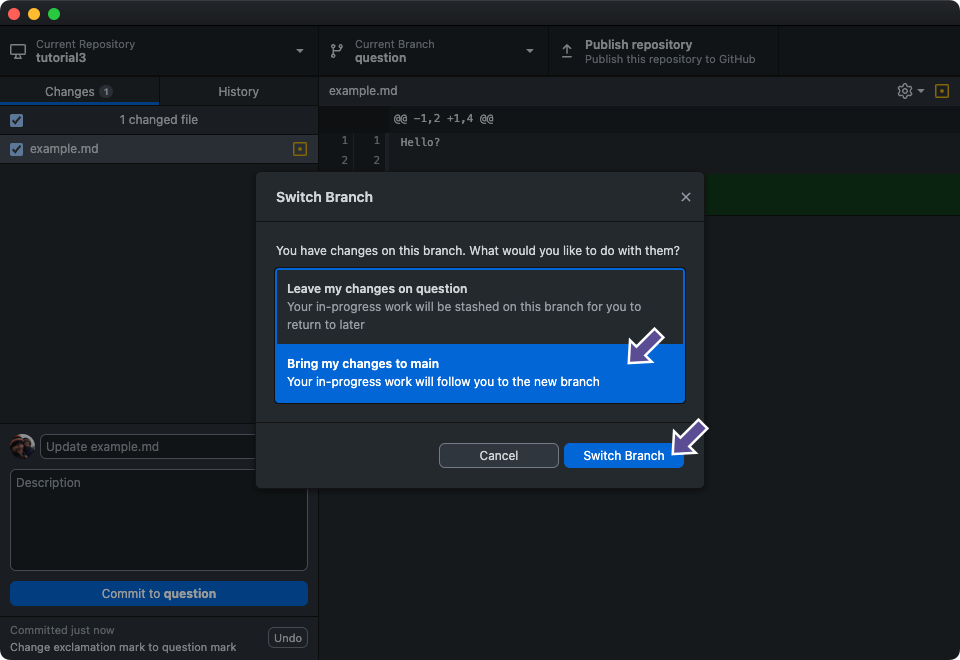 Current Repository
tutorial3
Current Branch
question
Publish repository
Publish this repository to GitHub
Changes 1
History
example.md
1 changed file
example.md
@@ -1,2 +1,4 @@
1 1 Hello?
2 2
Switch Branch
You have changes on this branch. What would you like to do with them?
Leave my changes on question
Your in-progress work will be stashed on this branch for you to
return to later
Bring my changes to main
Your in-progress work will follow you to the new branch
Cancel
Switch Branch
Update example.md
Description
Commit to question
Committed just now
Change exclamation mark to question mark
Undo